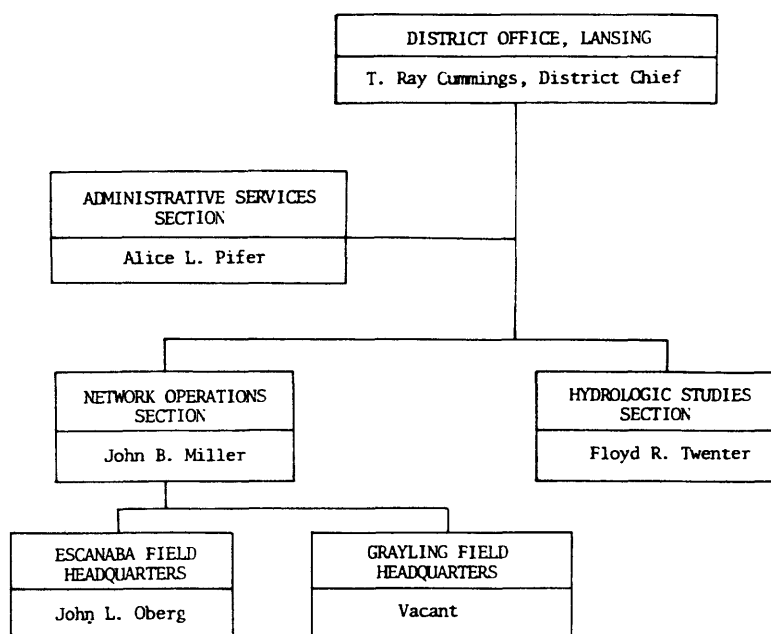 DISTRICT OFFICE, LANSING
T. Ray Cummings, District Chief
ADMINISTRATIVE SERVICES
SECTION
Alice L. Pifer
NETWORK OPERATIONS
SECTION
John B. Miller
HYDROLOGIC STUDIES
SECTION
Floyd R. Twenter
ESCANABA FIELD
HEADQUARTERS
John L. Oberg
GRAYLING FIELD
HEADQUARTERS
Vacant